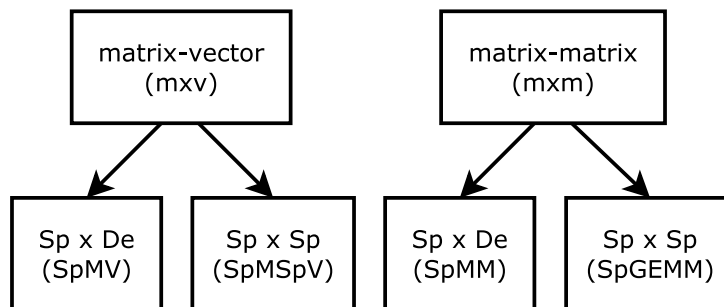 matrix-vector
(mxv)
matrix-matrix
(mxm)
Sp x De
(SpMV)
Sp x Sp
(SpMSpV)
Sp x De
(SpMM)
Sp x Sp
(SpGEMM)